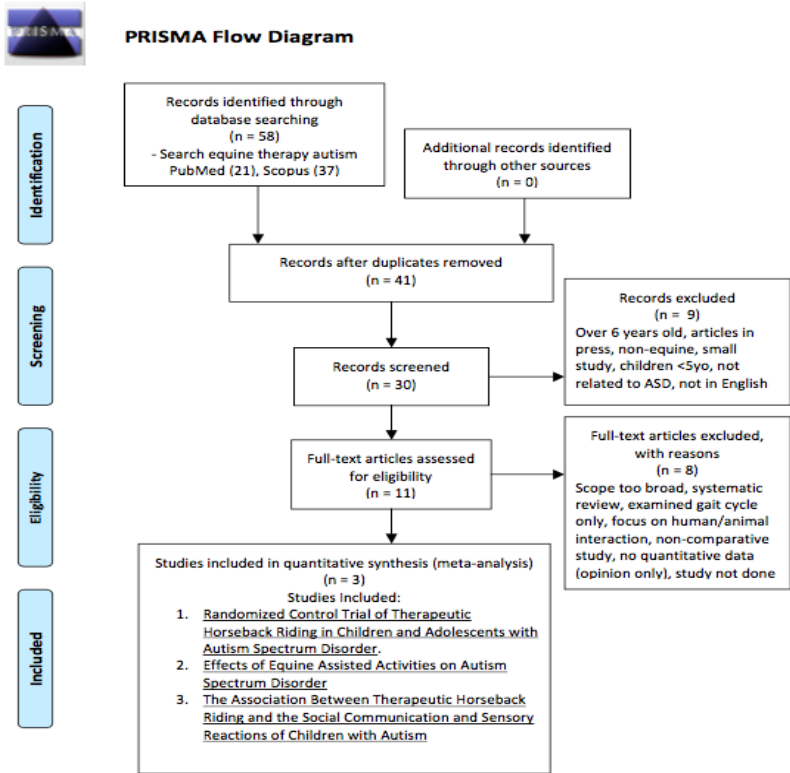 PRISMA
PRISMA Flow Diagram
Identification
Records identified through
database searching
(n = 58)
- Search equine therapy autism
PubMed (21), Scopus (37)
Additional records identified
through other sources
(n = 0)
Records after duplicates removed
(n = 41)
Screening
Records screened
(n = 30)
Records excluded
(n = 9)
Over 6 years old, articles in
press, non-equine, small
study, children <5yo, not
related to ASD, not in English
Eligibility
Full-text articles assessed
for eligibility
(n = 11)
Full-text articles excluded,
with reasons
(n = 8)
Scope too broad, systematic
review, examined gait cycle
only, focus on human/animal
interaction, non-comparative
study, no quantitative data
(opinion only), study not done
Included
Studies included in quantitative synthesis (meta-analysis)
(n = 3)
Studies Included:
1. Randomized Control Trial of Therapeutic
Horseback Riding in Children and Adolescents with
Autism Spectrum Disorder.
2. Effects of Equine Assisted Activities on Autism
Spectrum Disorder
3. The Association Between Therapeutic Horseback
Riding and the Social Communication and Sensory
Reactions of Children with Autism